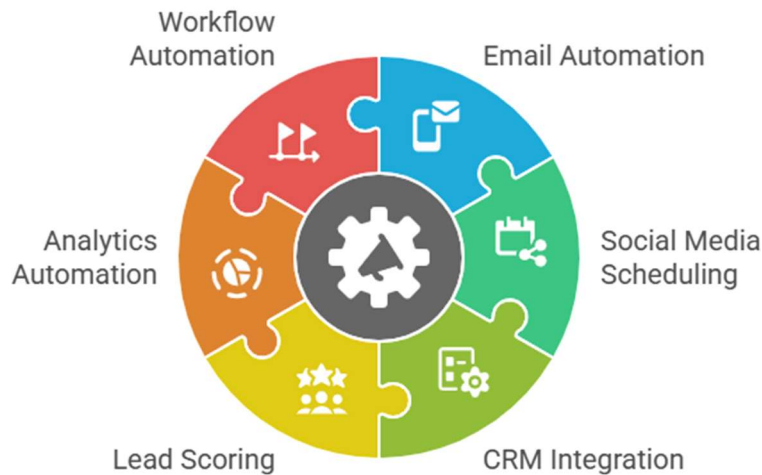 Workflow
Automation
Email Automation
Analytics
Automation
Social Media
Scheduling
Lead Scoring
CRM Integration